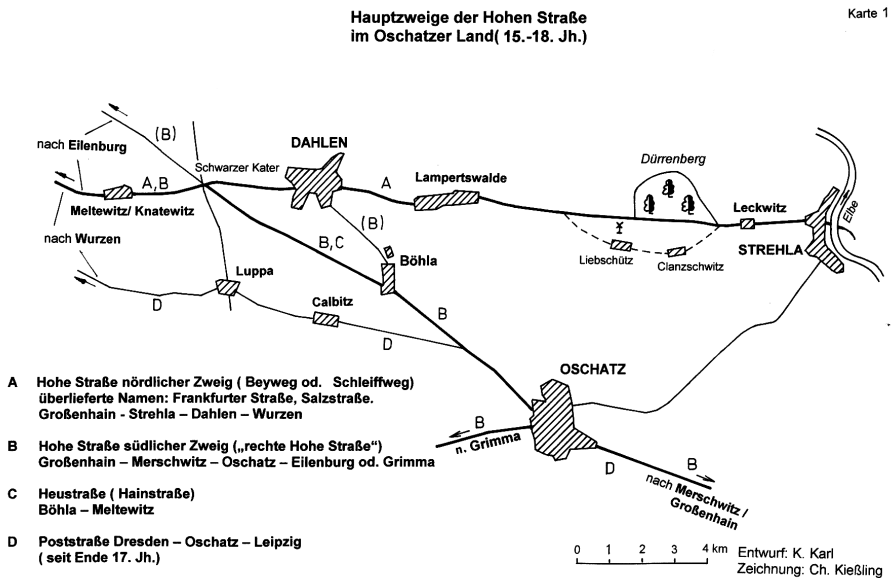 Hauptzweige der Hohen Straße
im Oschatzer Land( 15.-18. Jh.)
Karte 1
(B)
nach Eilenburg
Schwarzer Kater
DAHLEN
A
Lampertswalde
Dürrenberg
Leckwitz
Elbe
A,B
Meltewitz/ Knatewitz
(B)
STREHLA
nach Wurzen
B,C
Böhla
Liebschütz
Clanzschwitz
Luppa
D
Calbitz
B
D
OSCHATZ
A Hohe Straße nördlicher Zweig ( Beyweg od. Schleiffweg)
überlieferte Namen: Frankfurter Straße, Salzstraße.
Großenhain - Strehla – Dahlen – Wurzen
B
n. Grimma
B Hohe Straße südlicher Zweig („rechte Hohe Straße“)
Großenhain – Merschwitz – Oschatz – Eilenburg od. Grimma
D
B
nach Merschwitz /
Großenhain
C Heustraße ( Hainstraße)
Böhla – Meltewitz
D Poststraße Dresden – Oschatz – Leipzig
( seit Ende 17. Jh.)
0 1 2 3 4 km
Entwurf: K. Karl
Zeichnung: Ch. Kießling